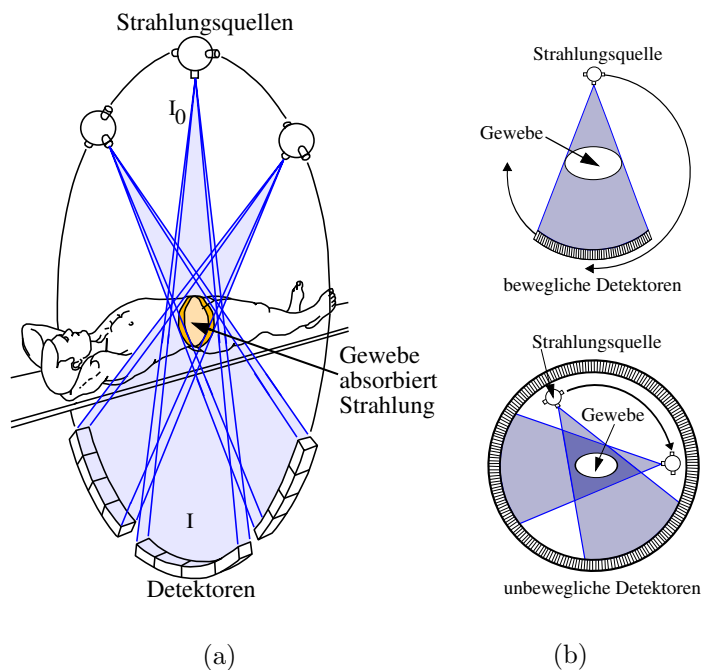 Strahlungsquellen
I0
Gewebe
absorbiert
Strahlung
I
Detektoren
(a)
Strahlungsquelle
Gewebe
bewegliche Detektoren
Strahlungsquelle
Gewebe
unbewegliche Detektoren
(b)